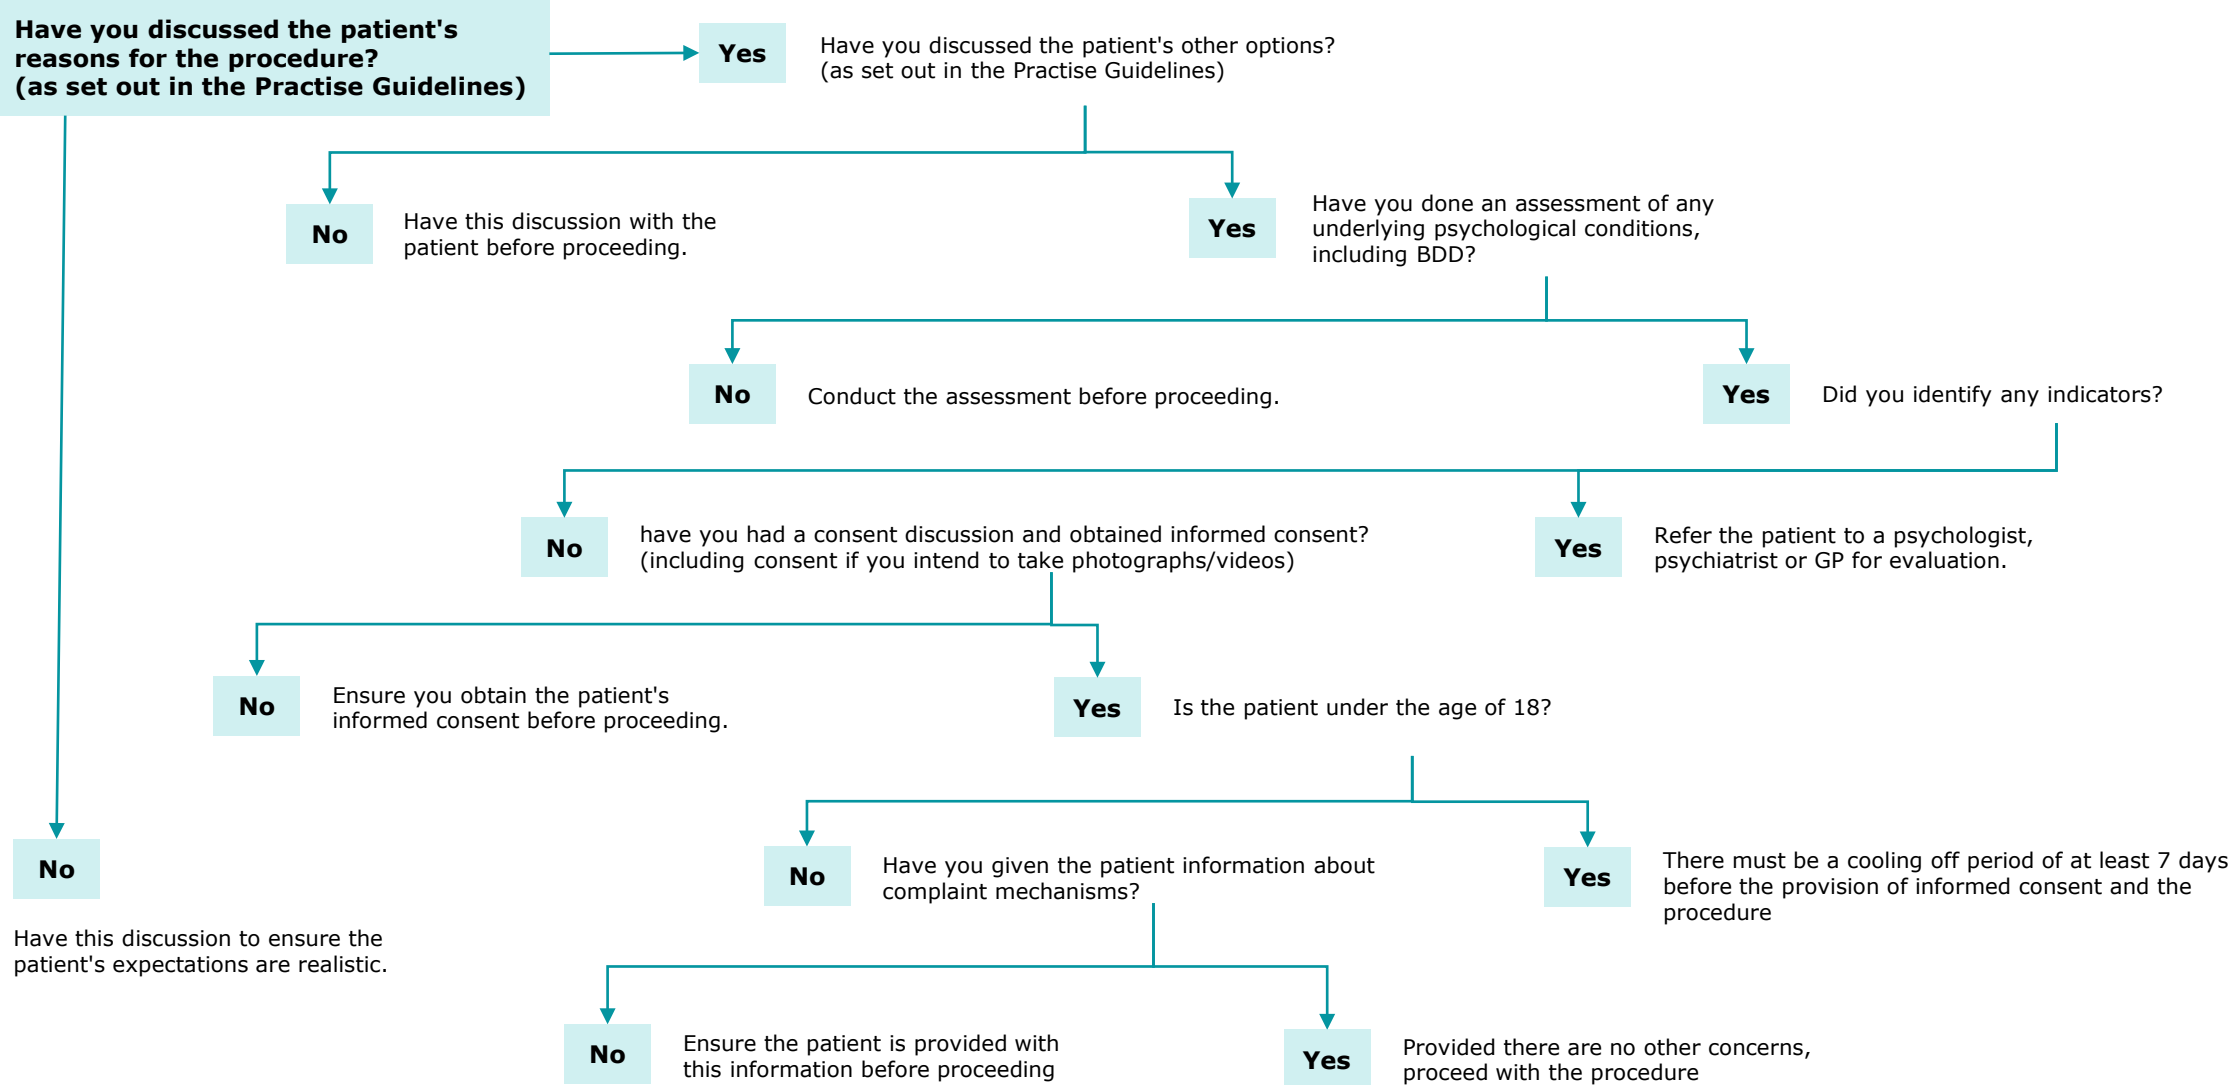 Have you discussed the patient's
reasons for the procedure?
(as set out in the Practise Guidelines)
Yes
Have you discussed the patient's other options?
(as set out in the Practise Guidelines)
No
Have this discussion with the
patient before proceeding.
Yes
Have you done an assessment of any
underlying psychological conditions,
including BDD?
No
Conduct the assessment before proceeding.
Yes
Did you identify any indicators?
No
have you had a consent discussion and obtained informed consent?
(including consent if you intend to take photographs/videos)
Yes
Refer the patient to a psychologist,
psychiatrist or GP for evaluation.
No
Ensure you obtain the patient's
informed consent before proceeding.
Yes
Is the patient under the age of 18?
No
Have this discussion to ensure the
patient's expectations are realistic.
No
Have you given the patient information about
complaint mechanisms?
Yes
There must be a cooling off period of at least 7 days
before the provision of informed consent and the
procedure
No
Ensure the patient is provided with
this information before proceeding
Yes
Provided there are no other concerns,
proceed with the procedure